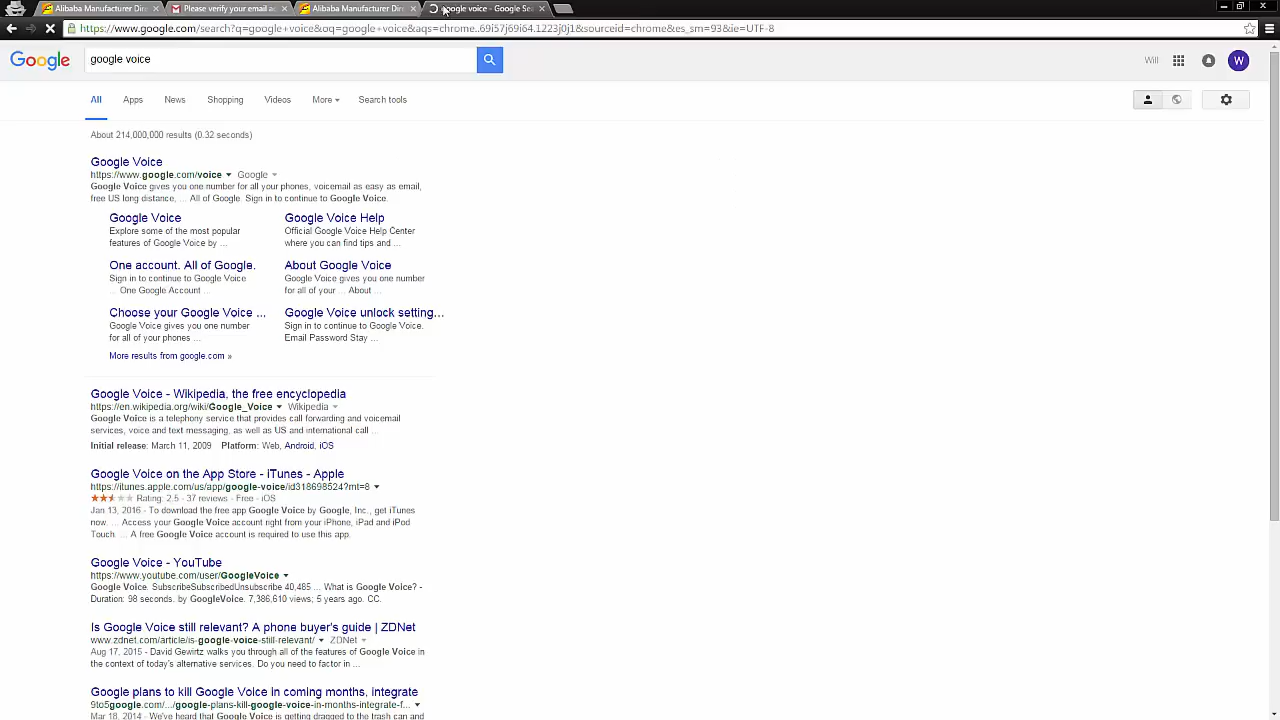 Alibaba Manufacturer Dire
Please verify your email ad
Alibaba Manufacturer Dire
google voice - Google Sea
https://www.google.com/search?q=google+voice&oq=google+voice&aqs=chrome..69i57j69i64.1223j0j1&sourceid=chrome&es_sm=93&ie=UTF-8
Google
google voice
Will
W
All
Apps
News
Shopping
Videos
More
Search tools
About 214,000,000 results (0.32 seconds)
Google Voice
https://www.google.com/voice Google
Google Voice gives you one number for all your phones, voicemail as easy as email,
free US long distance, ... All of Google. Sign in to continue to Google Voice.
Google Voice
Explore some of the most popular
features of Google Voice by ...
Google Voice Help
Official Google Voice Help Center
where you can find tips and ...
One account. All of Google.
Sign in to continue to Google Voice
... One Google Account ...
About Google Voice
Google Voice gives you one number
for all of your ... About ...
Choose your Google Voice ...
Google Voice gives you one number
for all of your phones ...
Google Voice unlock setting...
Sign in to continue to Google Voice.
Email Password Stay ...
More results from google.com »
Google Voice - Wikipedia, the free encyclopedia
https://en.wikipedia.org/wiki/Google_Voice Wikipedia
Google Voice is a telephony service that provides call forwarding and voicemail
services, voice and text messaging, as well as US and international call ...
Initial release: March 11, 2009 Platform: Web, Android, iOS
Google Voice on the App Store - iTunes - Apple
https://itunes.apple.com/us/app/google-voice/id318698524?mt=8
Rating: 2.5 - 37 reviews - Free - iOS
Jan 13, 2016 - To download the free app Google Voice by Google, Inc., get iTunes
now. ... Access your Google Voice account right from your iPhone, iPad and iPod
Touch. ... A free Google Voice account is required to use this app.
Google Voice - YouTube
https://www.youtube.com/user/GoogleVoice
Google Voice. SubscribeSubscribedUnsubscribe 40,485 ... What is Google Voice? -
Duration: 98 seconds. by GoogleVoice. 7,386,610 views; 5 years ago. CC.
Is Google Voice still relevant? A phone buyer's guide | ZDNet
www.zdnet.com/article/is-google-voice-still-relevant/ ZDNet
Aug 17, 2015 - David Gewirtz walks you through all of the features of Google Voice in
the context of today's alternative services. Do you need to factor in ...
Google plans to kill Google Voice in coming months, integrate
9to5google.com/.../google-plans-kill-google-voice-in-months-integrate-f...
Mar 18, 2014 - We've heard that Google Voice is getting dragged to the trash can and